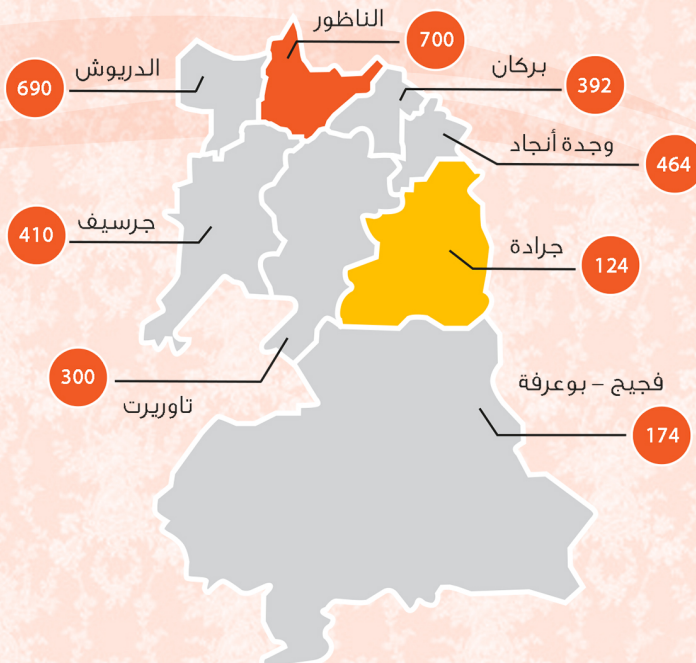 الناظور
700
الدريوش
690
بركان
392
وجدة أنجاد
464
جرسيف
410
جرادة
124
تاوريرت
300
فجيج – بوعرفة
174